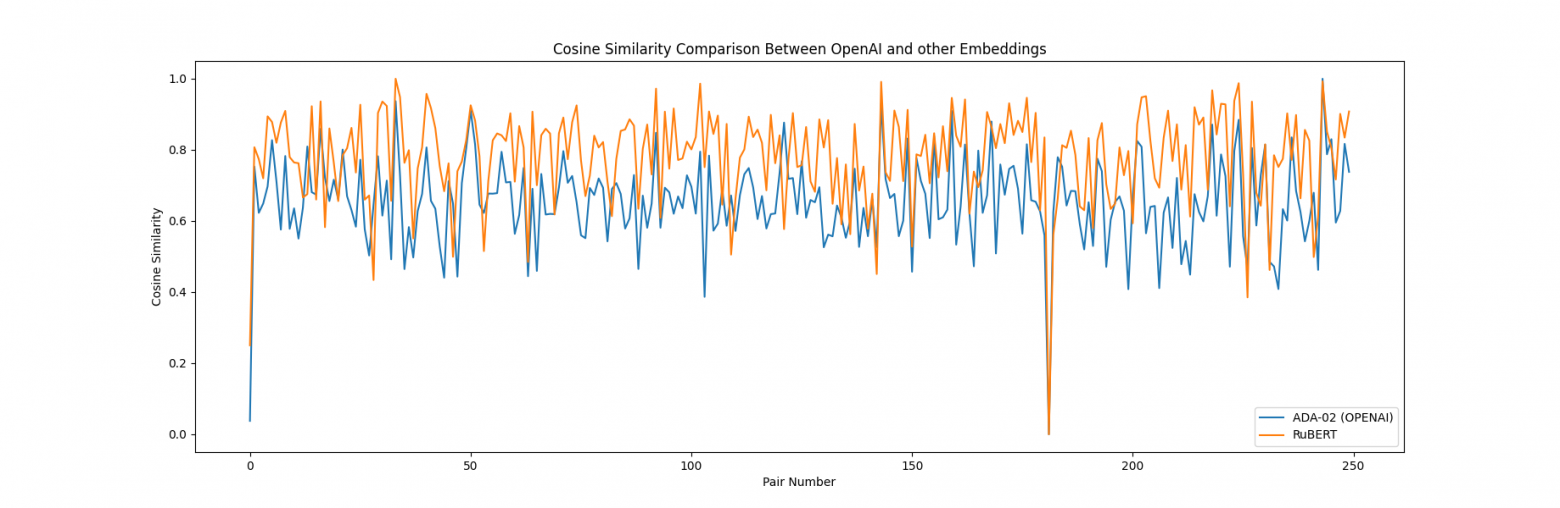 Cosine Similarity Comparison Between OpenAI and other Embeddings
1.0
0.8
0.6
0.4
0.2
0.0
Cosine Similarity
0 50 100 150 200 250
Pair Number
ADA-02 (OPENAI)
RuBERT